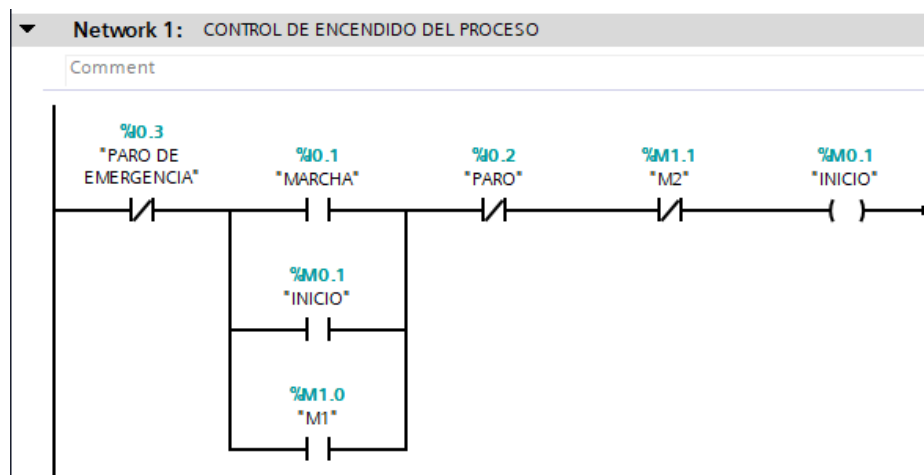 Network 1: CONTROL DE ENCENDIDO DEL PROCESO
Comment
%I0.3
"PARO DE
EMERGENCIA"
%I0.1
"MARCHA"
%I0.2
"PARO"
%M1.1
"M2"
%M0.1
"INICIO"
%M0.1
"INICIO"
%M1.0
"M1"